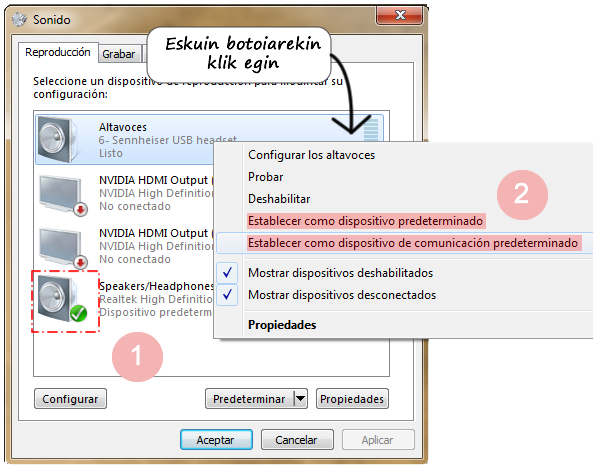 Sonido
Reproducción
Grabar
Eskuin botoiarekin
klik egin
Seleccione un dispositivo de reproducción para modificar su
configuración:
Altavoces
6- Sennheiser USB headset
Listo
NVIDIA HDMI Output (
NVIDIA High Definition
No conectado
NVIDIA HDMI Output (
NVIDIA High Definition
No conectado
Speakers/Headphones
Realtek High Definition
Dispositivo predeterm
1
Configurar los altavoces
Probar
Deshabilitar
Establecer como dispositivo predeterminado
Establecer como dispositivo de comunicación predeterminado
2
Mostrar dispositivos deshabilitados
Mostrar dispositivos desconectados
Propiedades
Configurar
Predeterminar
Propiedades
Aceptar
Cancelar
Aplicar